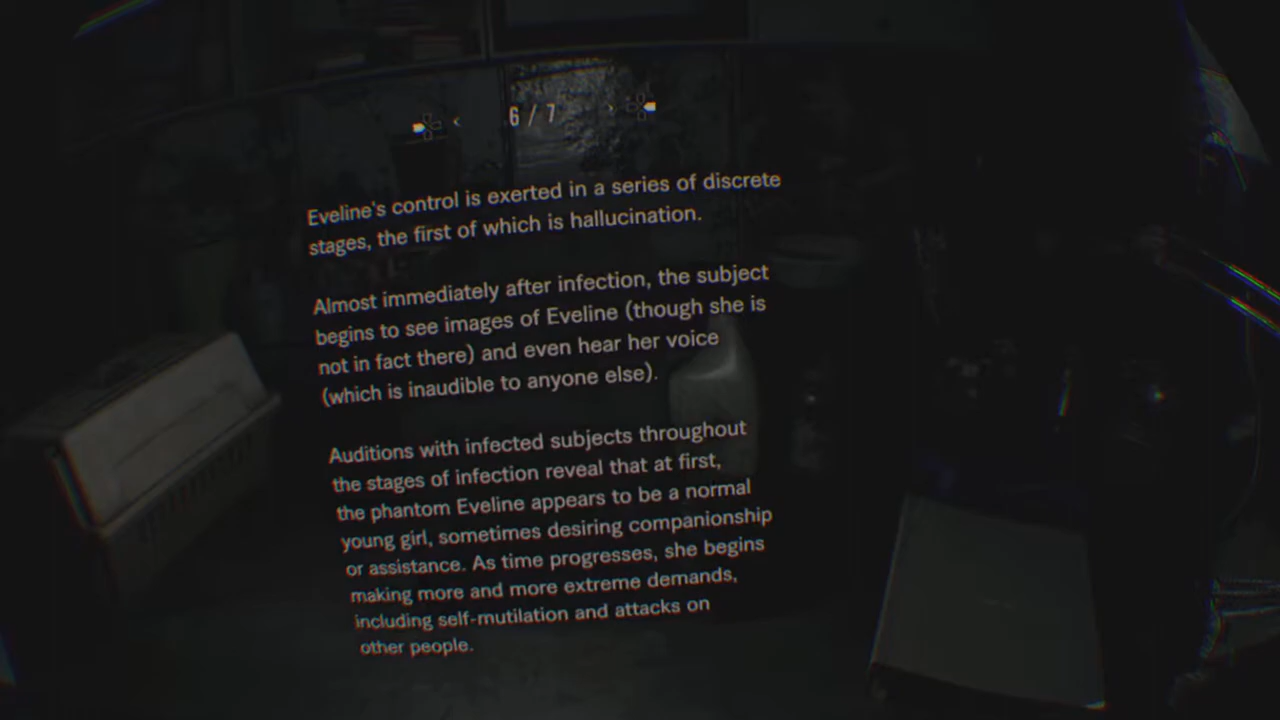 6 / 7
Eveline's control is exerted in a series of discrete
stages, the first of which is hallucination.
Almost immediately after infection, the subject
begins to see images of Eveline (though she is
not in fact there) and even hear her voice
(which is inaudible to anyone else).
Auditions with infected subjects throughout
the stages of infection reveal that at first,
the phantom Eveline appears to be a normal
young girl, sometimes desiring companionship
or assistance. As time progresses, she begins
making more and more extreme demands,
including self-mutilation and attacks on
other people.